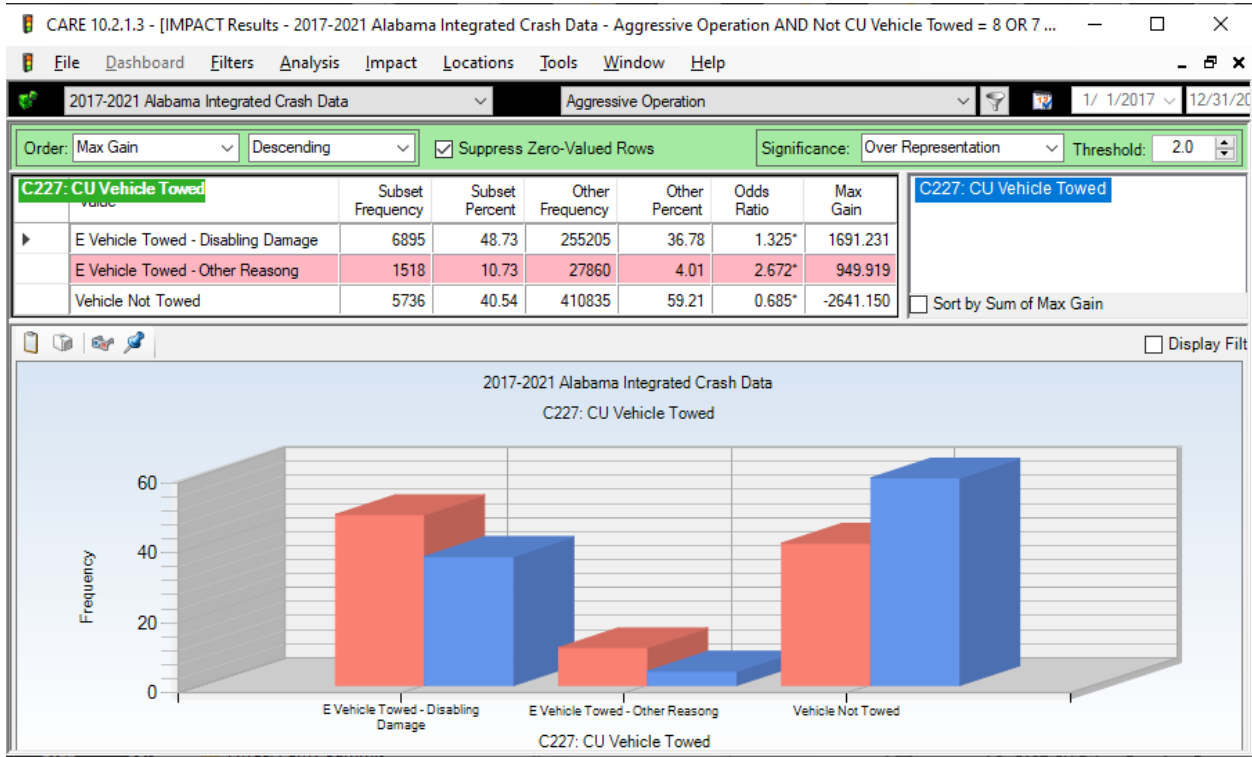 CARE 10.2.1.3 - [IMPACT Results - 2017-2021 Alabama Integrated Crash Data - Aggressive Operation AND Not CU Vehicle Towed = 8 OR 7 ...
File Dashboard Filters Analysis Impact Locations Tools Window Help
2017-2021 Alabama Integrated Crash Data Aggressive Operation 1/ 1/2017 12/31/20
Order: Max Gain Descending Suppress Zero-Valued Rows Significance: Over Representation Threshold: 2.0
C227: CU Vehicle Towed Subset Frequency Subset Percent Other Frequency Other Percent Odds Ratio Max Gain C227: CU Vehicle Towed
E Vehicle Towed - Disabling Damage 6895 48.73 255205 36.78 1.325* 1691.231
E Vehicle Towed - Other Reasong 1518 10.73 27860 4.01 2.672* 949.919
Vehicle Not Towed 5736 40.54 410835 59.21 0.685* -2641.150 Sort by Sum of Max Gain
Display Filt
2017-2021 Alabama Integrated Crash Data
C227: CU Vehicle Towed
60
40
20
0
Frequency
E Vehicle Towed - Disabling Damage
E Vehicle Towed - Other Reasong
Vehicle Not Towed
C227: CU Vehicle Towed